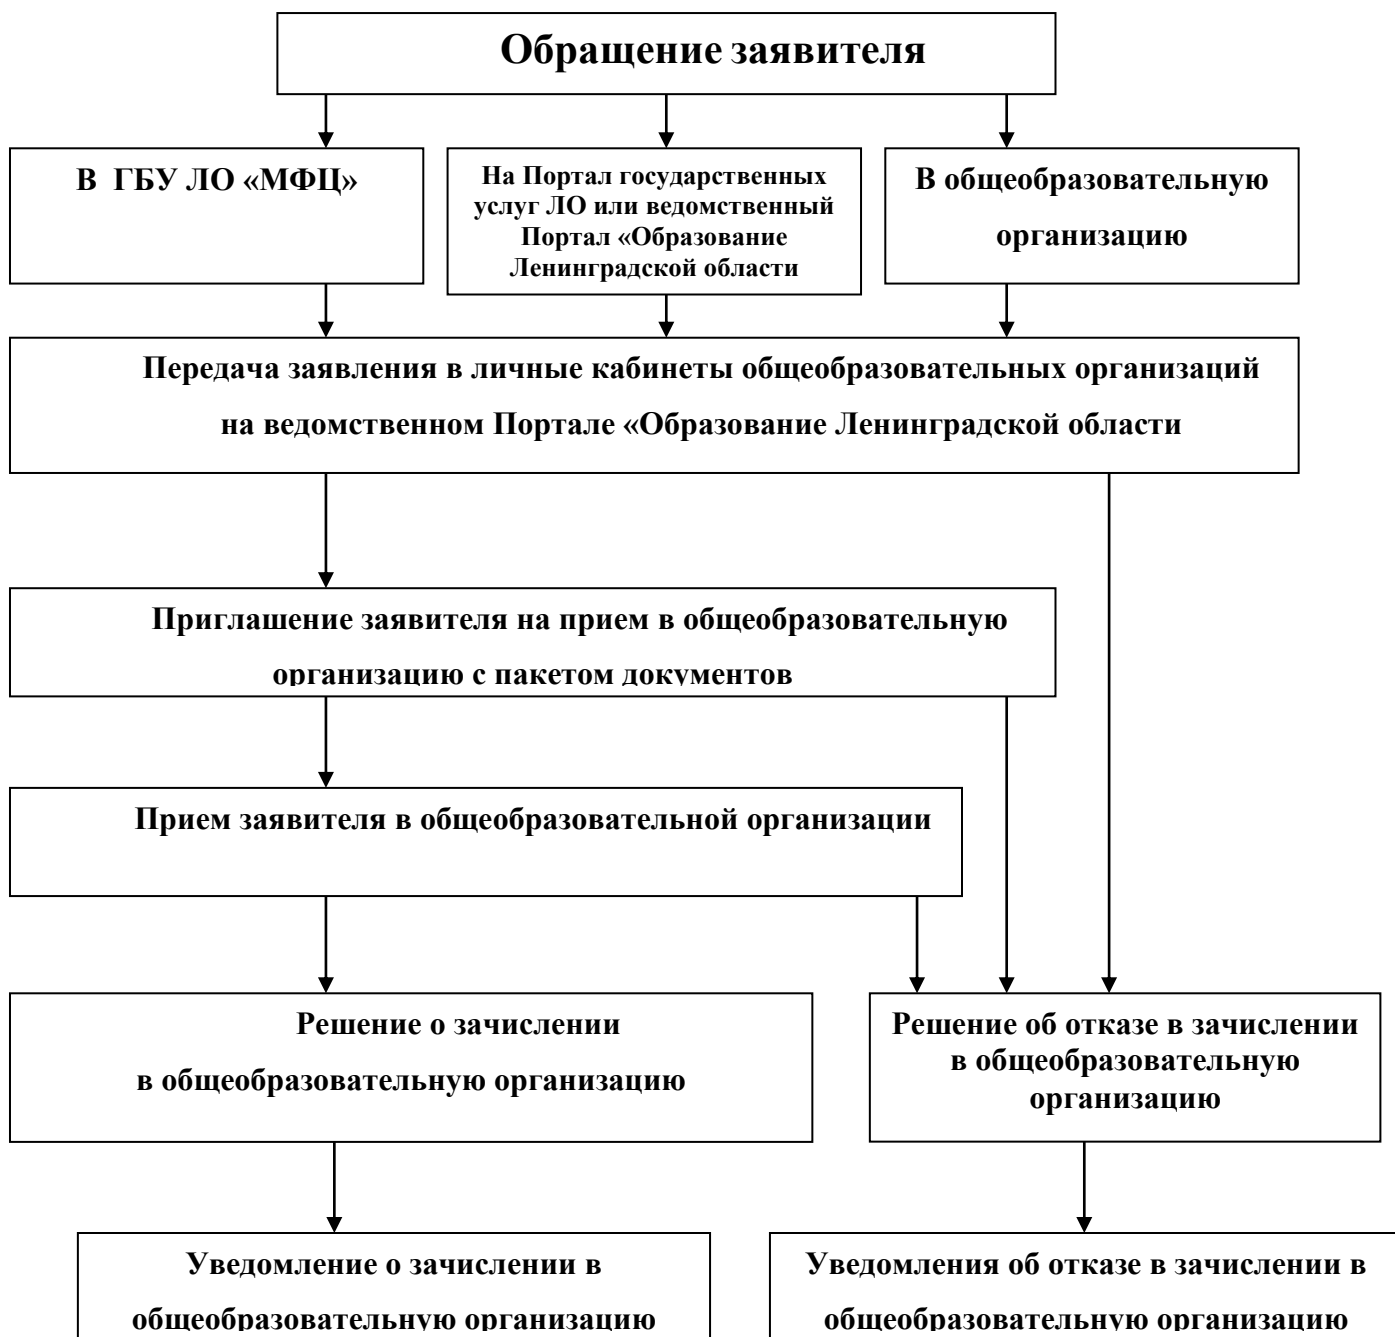 Обращение заявителя
В ГБУ ЛО «МФЦ»
На Портал государственных
услуг ЛО или ведомственный
Портал «Образование
Ленинградской области
В общеобразовательную
организацию
Передача заявления в личные кабинеты общеобразовательных организаций
на ведомственном Портале «Образование Ленинградской области
Приглашение заявителя на прием в общеобразовательную
организацию с пакетом документов
Прием заявителя в общеобразовательной организации
Решение о зачислении
в общеобразовательную организацию
Решение об отказе в зачислении
в общеобразовательную
организацию
Уведомление о зачислении в
общеобразовательную организацию
Уведомления об отказе в зачислении в
общеобразовательную организацию